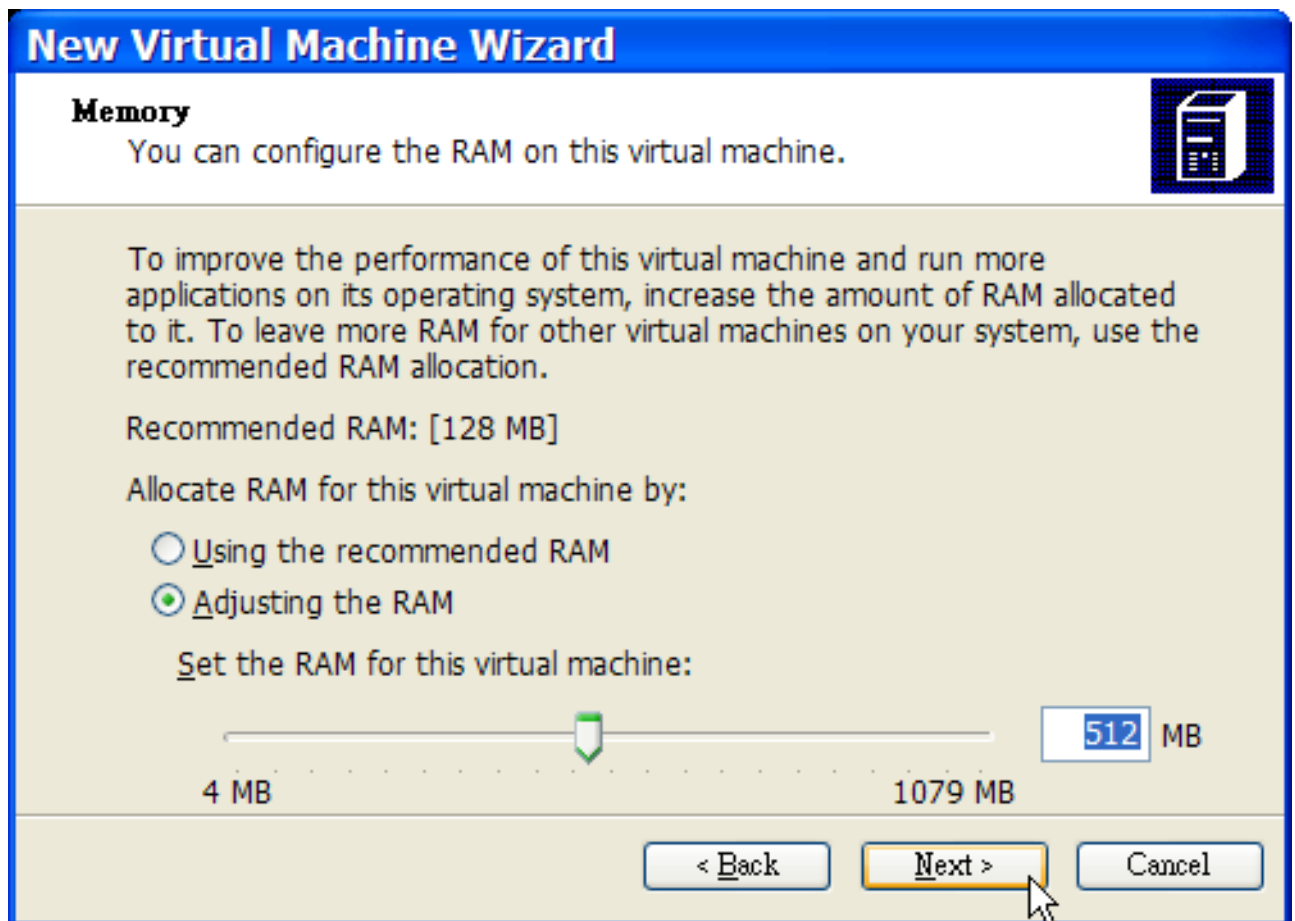 New Virtual Machine Wizard
Memory
You can configure the RAM on this virtual machine.
To improve the performance of this virtual machine and run more
applications on its operating system, increase the amount of RAM allocated
to it. To leave more RAM for other virtual machines on your system, use the
recommended RAM allocation.
Recommended RAM: [128 MB]
Allocate RAM for this virtual machine by:
Using the recommended RAM
Adjusting the RAM
Set the RAM for this virtual machine:
512 MB
4 MB 1079 MB
< Back Next > Cancel